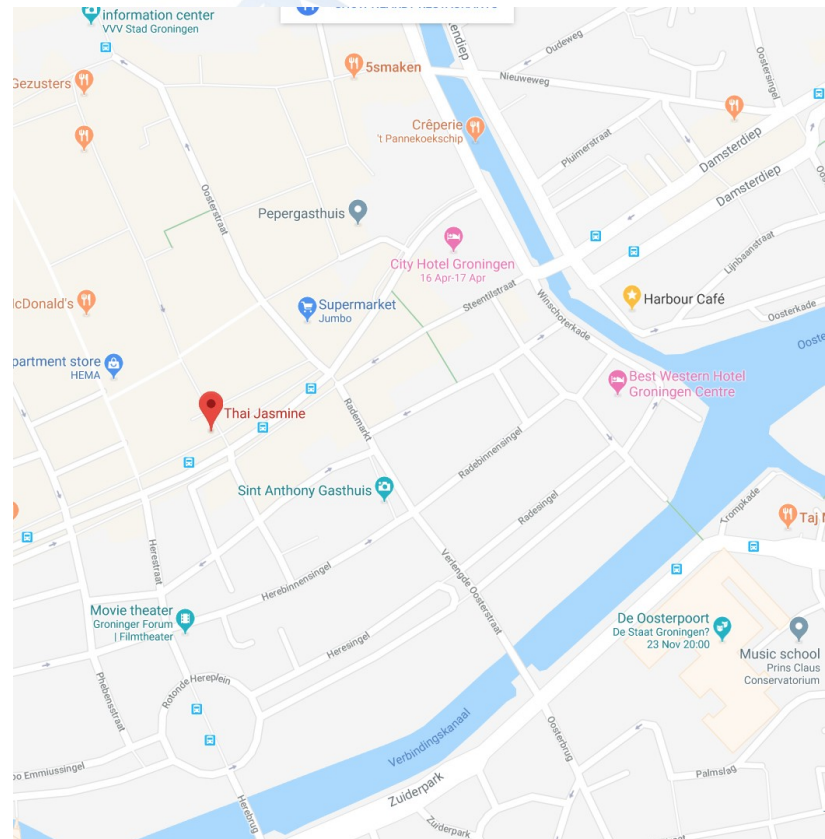 information center
VVV Stad Groningen
Oudeweg
Oostersingel
Nieuweweg
5smaken
Gezusters
Crêperie
't Pannekoekschip
Pluimerstraat
Damsterdiep
Damsterdiep
Oosterstraat
Pepergasthuis
City Hotel Groningen
16 Apr-17 Apr
Lijnbaanstraat
Steentilstraat
Winschoterkade
Harbour Café
Oosterkade
McDonald's
Supermarket
Jumbo
partment store
HEMA
Best Western Hotel
Groningen Centre
Thai Jasmine
Rademarkt
Radebinnensingel
Sint Anthony Gasthuis
Radesingel
Trompkade
Taj
Herestraat
Verlengde Oosterstraat
Herebinnensingel
Movie theater
Groninger Forum
| Filmtheater
De Oosterpoort
De Staat Groningen?
23 Nov 20:00
Music school
Prins Claus
Conservatorium
Heresingel
Rotonde Hereplein
Phebensstraat
Oosterbrug
Verbindingskanaal
Emmiussingel
Palmslag
Zuiderpark
Zuiderpark
Herebrug